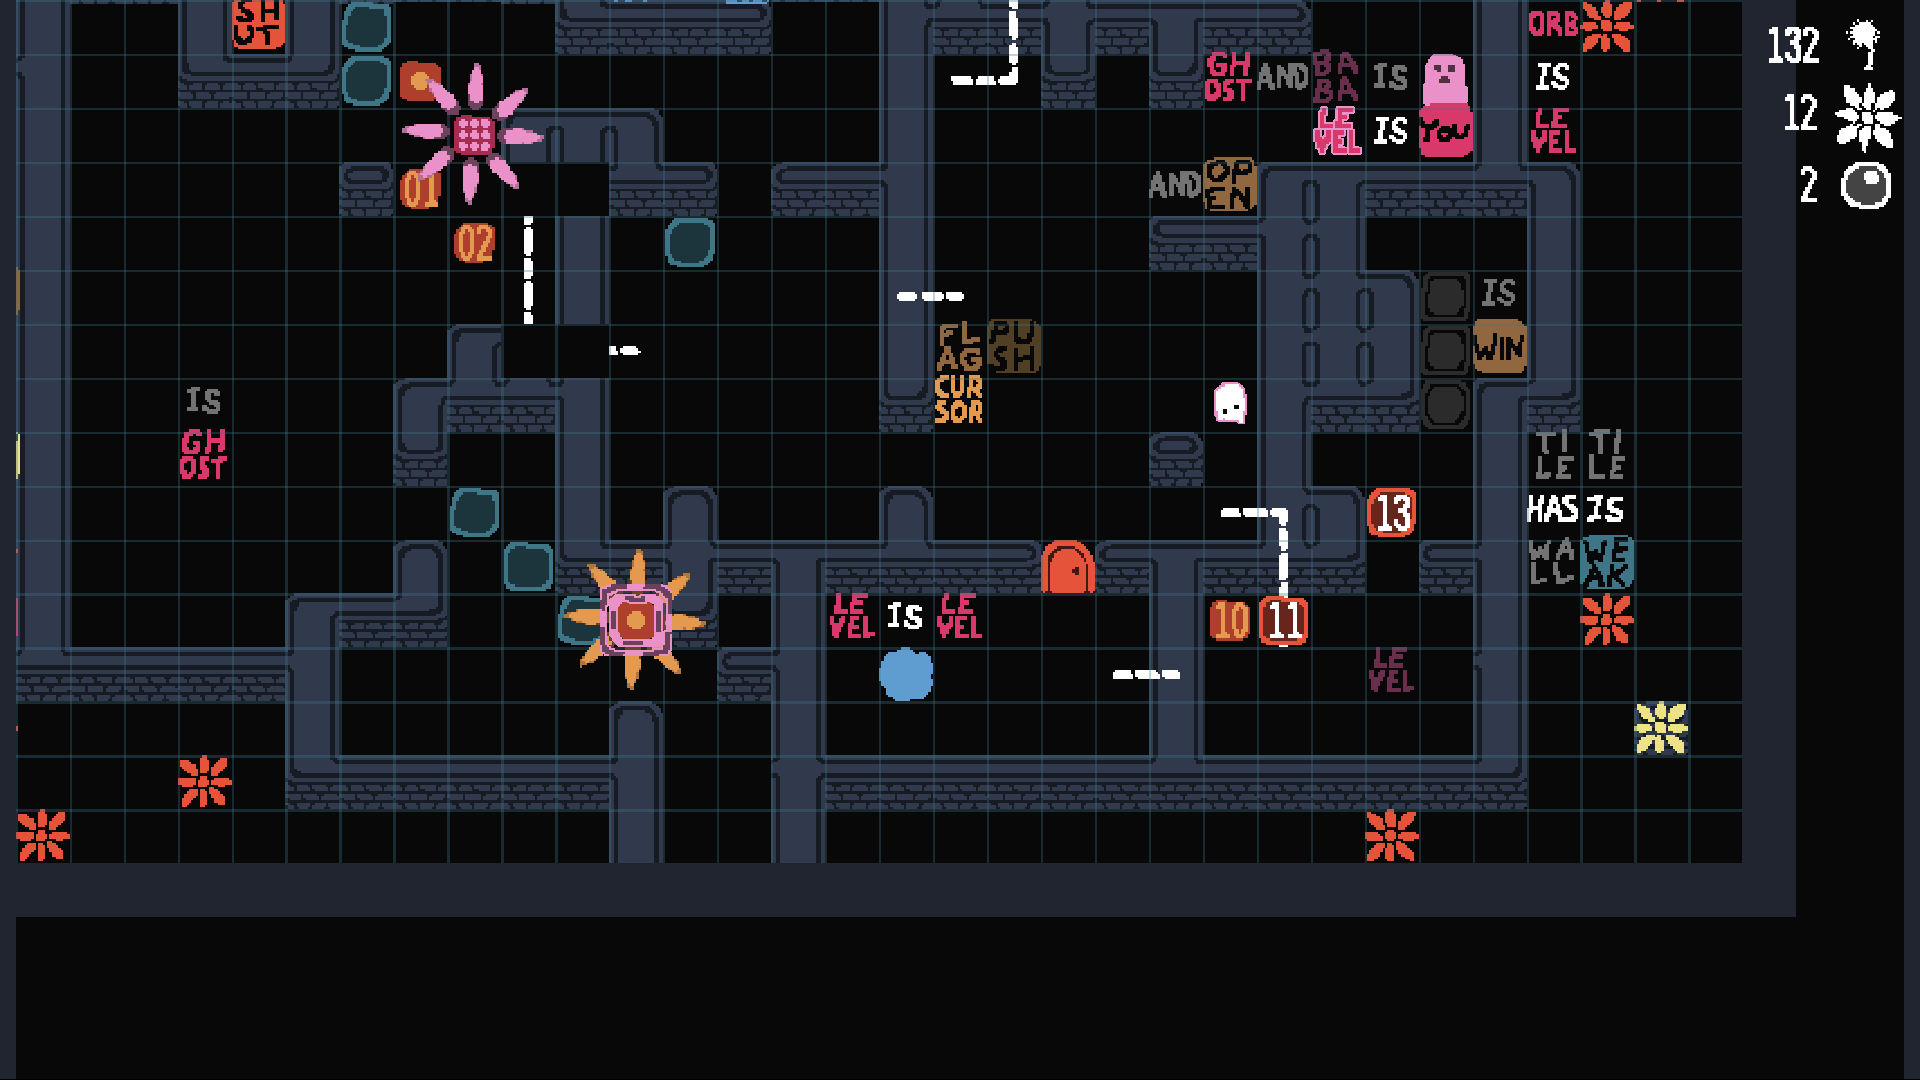 SHUT
ORB
132
GHOST AND BABA IS
IS
LEVEL IS YOU
LEVEL
12
01
AND OPEN
2
02
IS
FLAG PUSH
WIN
CURSOR
IS
GHOST
TILE TILE
13
HAS IS
WALL WEAK
LEVEL IS LEVEL
10 11
LEVEL